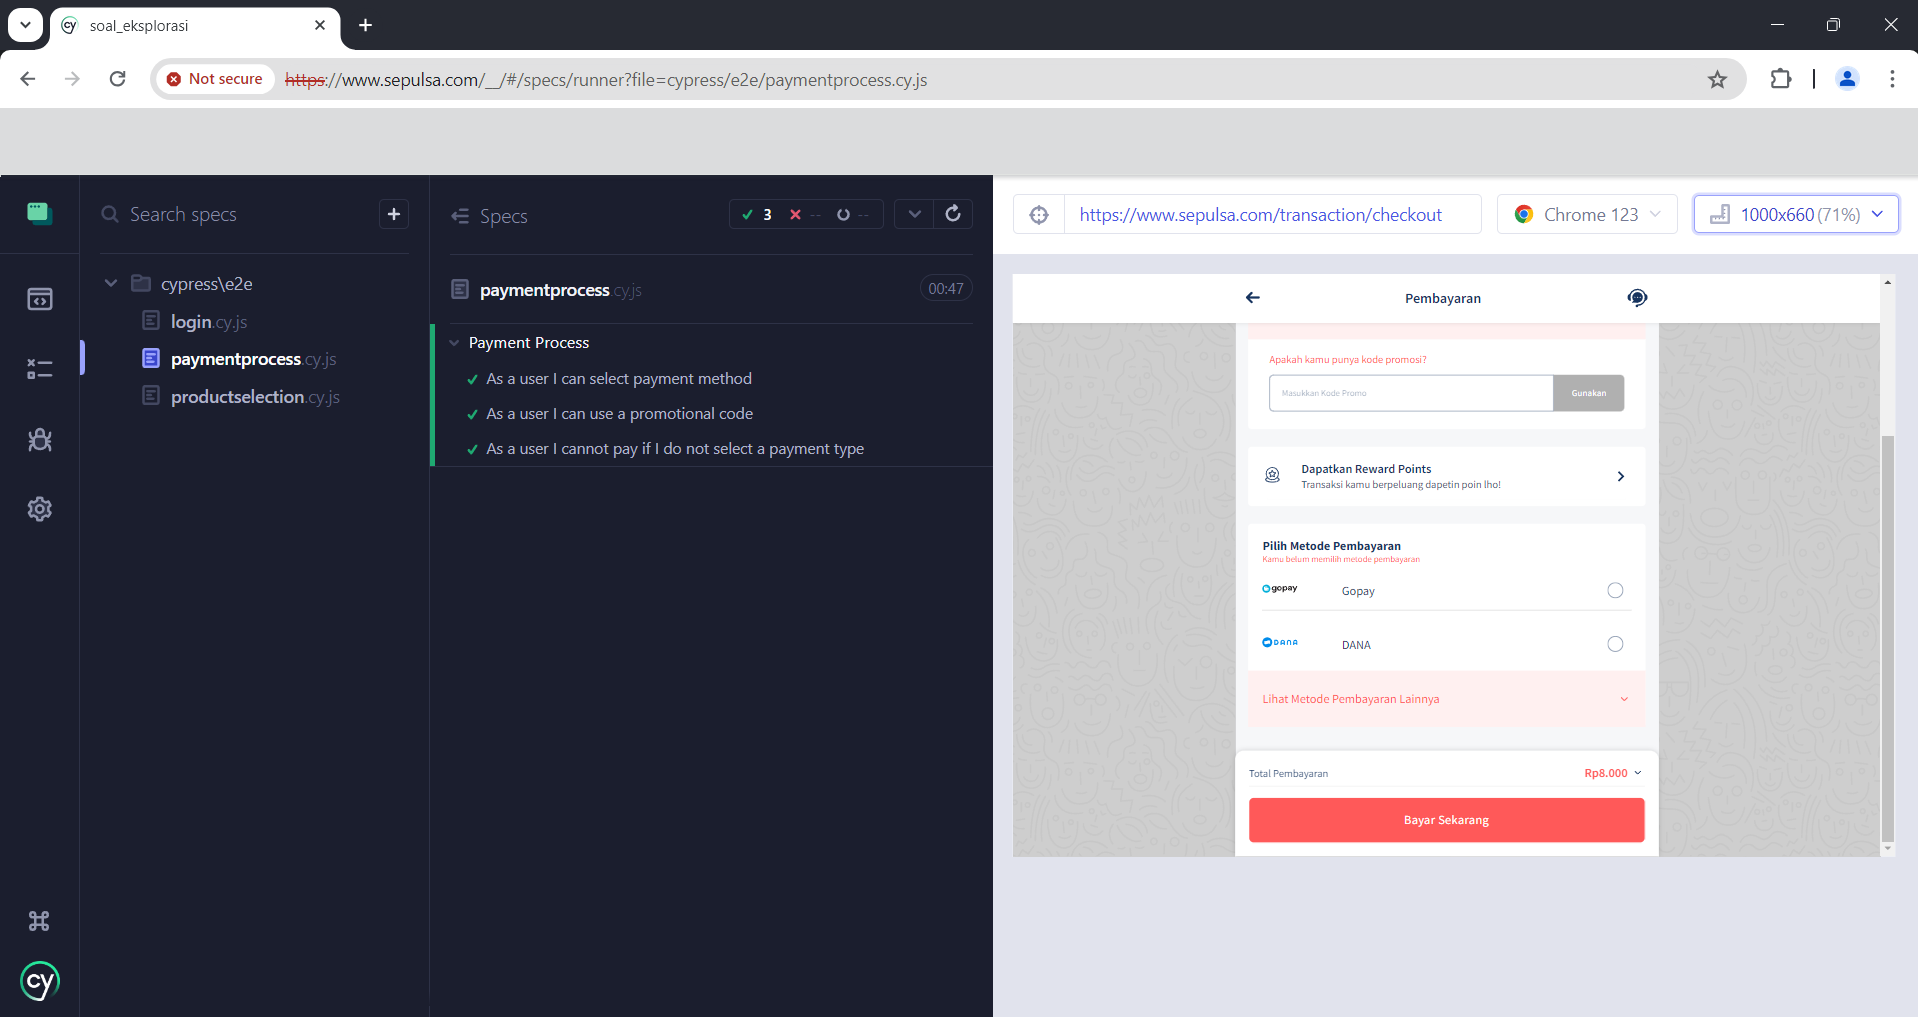 soal_eksplorasi
Not secure
https://www.sepulsa.com/__/#/specs/runner?file=cypress/e2e/paymentprocess.cy.js
Search specs
+
Specs
3
--
--
cypress\e2e
login.cy.js
paymentprocess.cy.js
productselection.cy.js
paymentprocess.cy.js
00:47
Payment Process
As a user I can select payment method
As a user I can use a promotional code
As a user I cannot pay if I do not select a payment type
cy
https://www.sepulsa.com/transaction/checkout
Chrome 123
1000x660 (71%)
Pembayaran
Apakah kamu punya kode promosi?
Masukkan Kode Promo
Gunakan
Dapatkan Reward Points
Transaksi kamu berpeluang dapetin poin lho!
Pilih Metode Pembayaran
Kamu belum memilih metode pembayaran
gopay
Gopay
DANA
DANA
Lihat Metode Pembayaran Lainnya
Total Pembayaran
Rp8.000
Bayar Sekarang